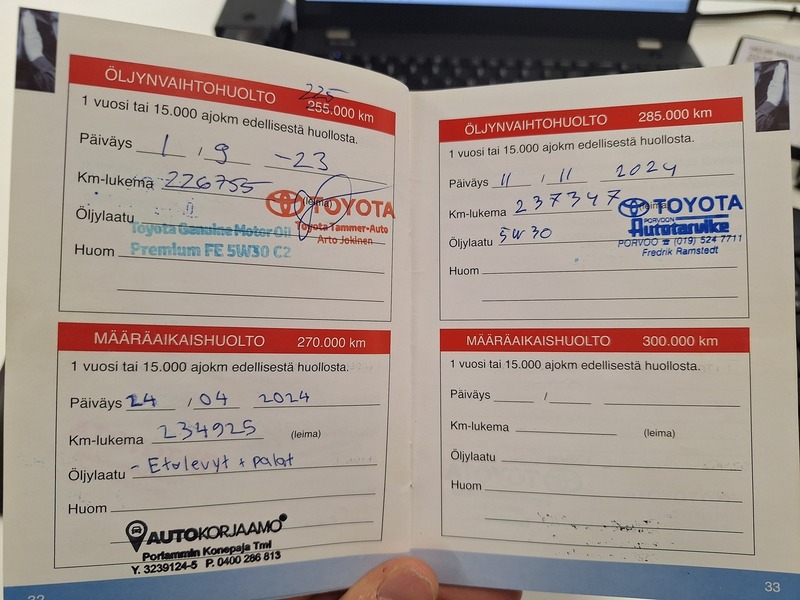 ÖLJYNVAIHTOHUOLTO 225 255.000 km
1 vuosi tai 15.000 ajokm edellisestä huollosta.
Päiväys 1 , 9 -23
Km-lukema 226755
(leima)
TOYOTA
Toyota Tammer-Auto
Arto Jokinen
Öljylaatu
Toyota Genuine Motor Oil
Premium FE 5W30 C2
Huom
MÄÄRÄAIKAISHUOLTO 270.000 km
1 vuosi tai 15.000 ajokm edellisestä huollosta.
Päiväys 24 / 04 2024
Km-lukema 234925 (leima)
Öljylaatu - Etulevyt + palat
Huom
AUTOKORJAAMO
Portammin Konepaja Tmi
Y. 3239124-5 P. 0400 286 813
ÖLJYNVAIHTOHUOLTO 285.000 km
1 vuosi tai 15.000 ajokm edellisestä huollosta.
Päiväys 11 / 11 2024
Km-lukema 237347 (leima)
TOYOTA
PORVOON
Autotarvike
PORVOO ☎ (019) 524 7711
Fredrik Ramstedt
Öljylaatu 5W30
Huom
MÄÄRÄAIKAISHUOLTO 300.000 km
1 vuosi tai 15.000 ajokm edellisestä huollosta.
Päiväys /
Km-lukema (leima)
Öljylaatu
Huom
33